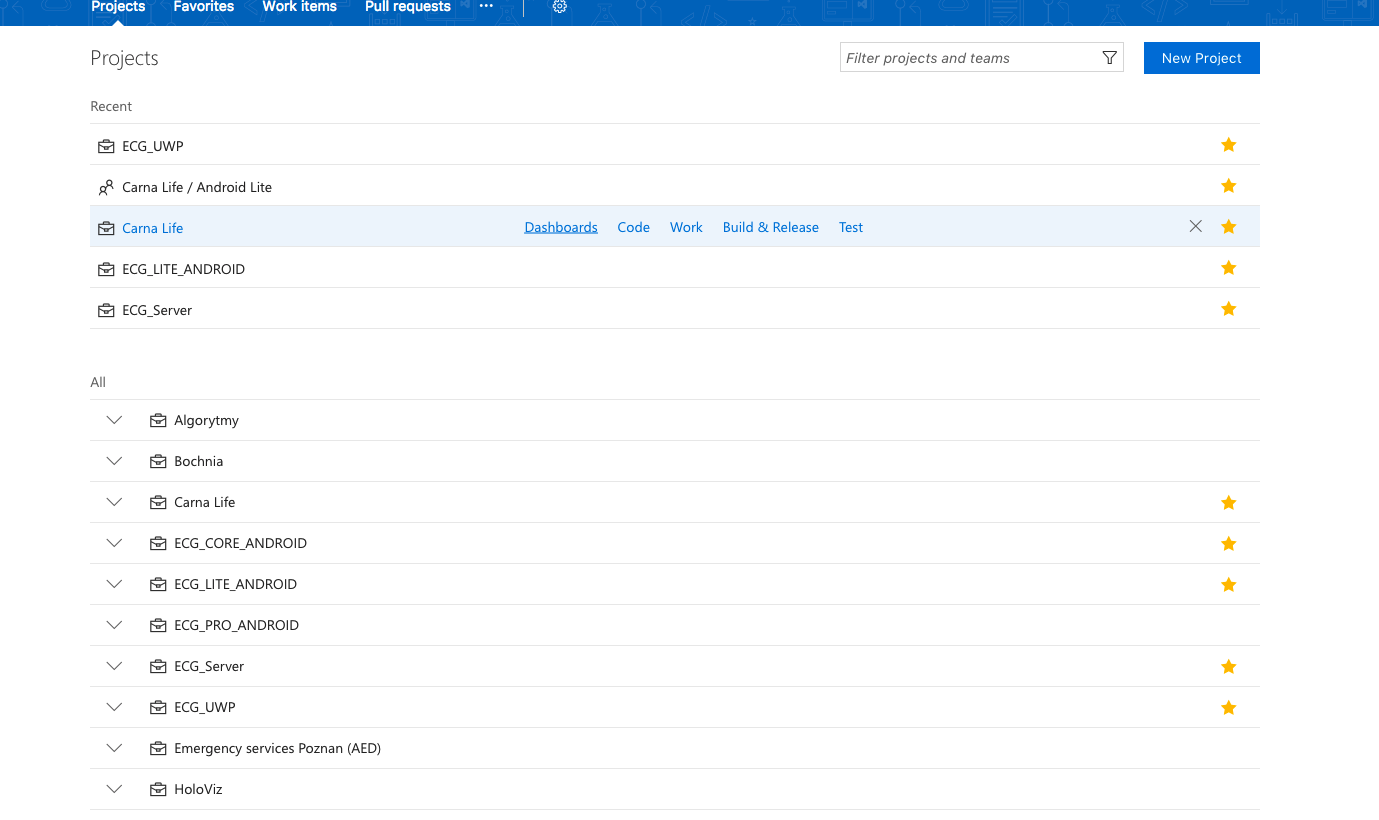 Projects Favorites Work items Pull requests ...
Projects
Filter projects and teams
New Project
Recent
ECG_UWP
Carna Life / Android Lite
Carna Life Dashboards Code Work Build & Release Test
ECG_LITE_ANDROID
ECG_Server
All
Algorytmy
Bochnia
Carna Life
ECG_CORE_ANDROID
ECG_LITE_ANDROID
ECG_PRO_ANDROID
ECG_Server
ECG_UWP
Emergency services Poznan (AED)
HoloViz